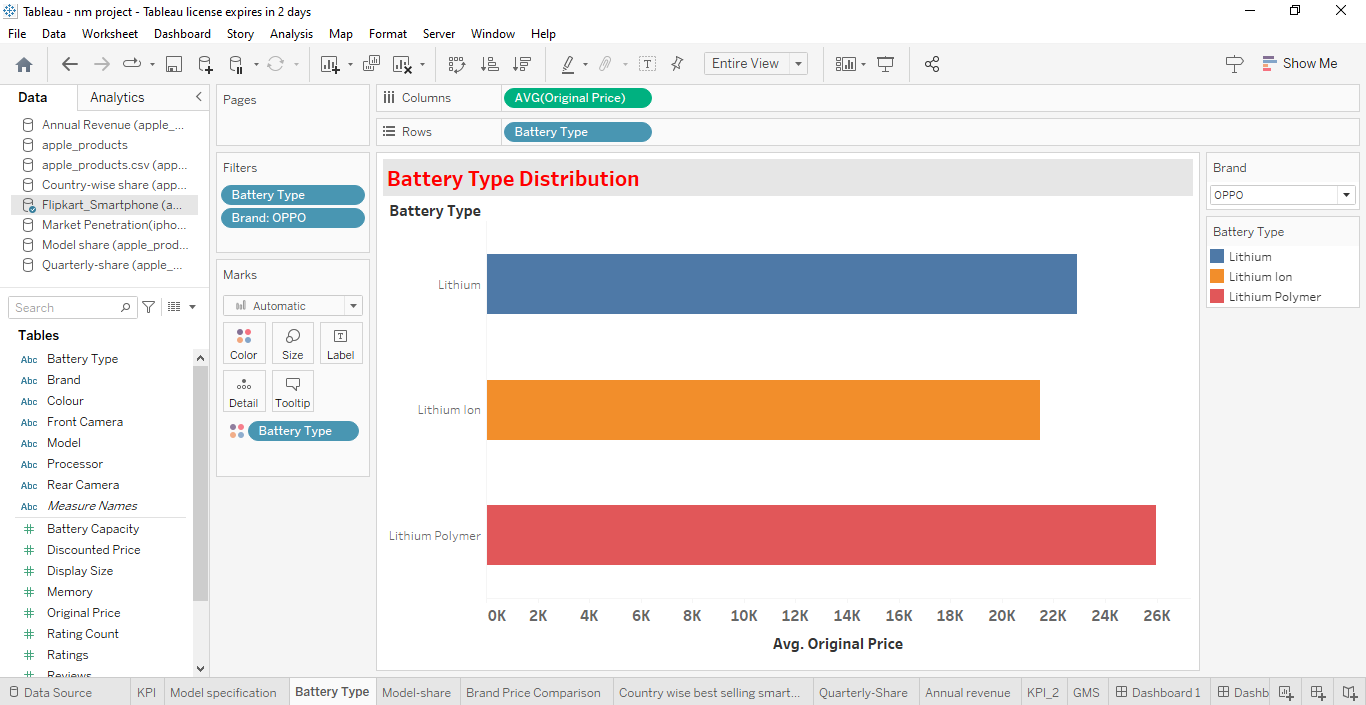 Tableau - nm project - Tableau license expires in 2 days
File Data Worksheet Dashboard Story Analysis Map Format Server Window Help
Entire View
Show Me
Data Analytics
Annual Revenue (apple_...
apple_products
apple_products.csv (app...
Country-wise share (app...
Flipkart_Smartphone (a...
Market Penetration(ipho...
Model share (apple_prod...
Quarterly-share (apple_...
Search
Tables
Abc Battery Type
Abc Brand
Abc Colour
Abc Front Camera
Abc Model
Abc Processor
Abc Rear Camera
Abc Measure Names
# Battery Capacity
# Discounted Price
# Display Size
# Memory
# Original Price
# Rating Count
# Ratings
# Reviews
Pages
Filters
Battery Type
Brand: OPPO
Marks
Automatic
Color Size Label
Detail Tooltip
Battery Type
Columns AVG(Original Price)
Rows Battery Type
Battery Type Distribution
Battery Type
Lithium
Lithium Ion
Lithium Polymer
0K 2K 4K 6K 8K 10K 12K 14K 16K 18K 20K 22K 24K 26K
Avg. Original Price
Brand
OPPO
Battery Type
Lithium
Lithium Ion
Lithium Polymer
Data Source KPI Model specification Battery Type Model-share Brand Price Comparison Country wise best selling smart... Quarterly-Share Annual revenue KPI_2 GMS Dashboard 1 Dashb